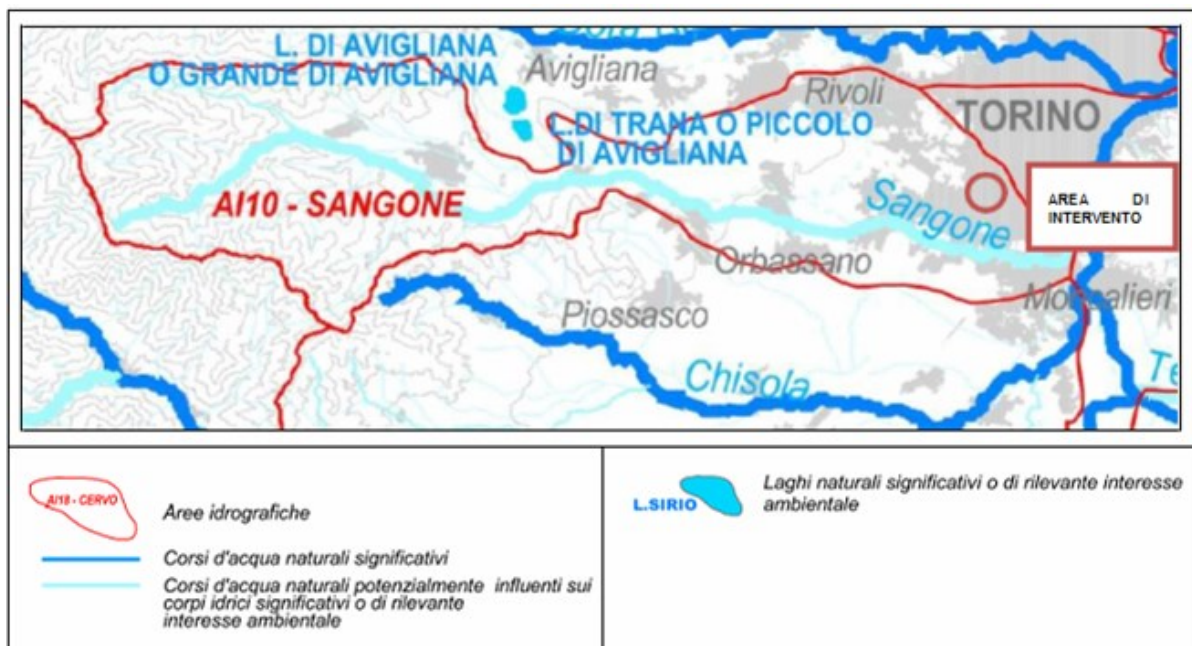 L. DI AVIGLIANA
O GRANDE DI AVIGLIANA
Avigliana
Rivoli
TORINO
L.DI TRANA O PICCOLO
DI AVIGLIANA
AI10 - SANGONE
Sangone
AREA DI
INTERVENTO
Orbassano
Piossasco
Moncalieri
Chisola
AI18 - CERVO
Aree idrografiche
Corsi d'acqua naturali significativi
Corsi d'acqua naturali potenzialmente influenti sui
corpi idrici significativi o di rilevante
interesse ambientale
L.SIRIO
Laghi naturali significativi o di rilevante interesse
ambientale